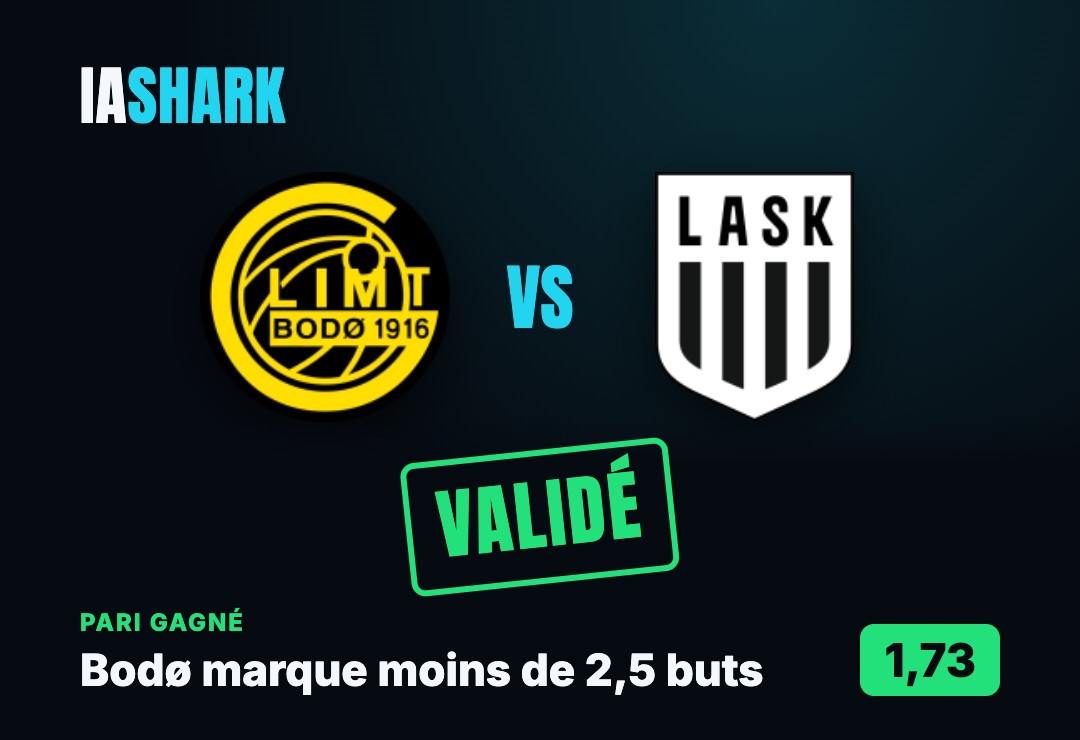 IASHARK
LIMT
BODØ 1916
VS
LASK
VALIDÉ
PARI GAGNÉ
Bodø marque moins de 2,5 buts
1,73